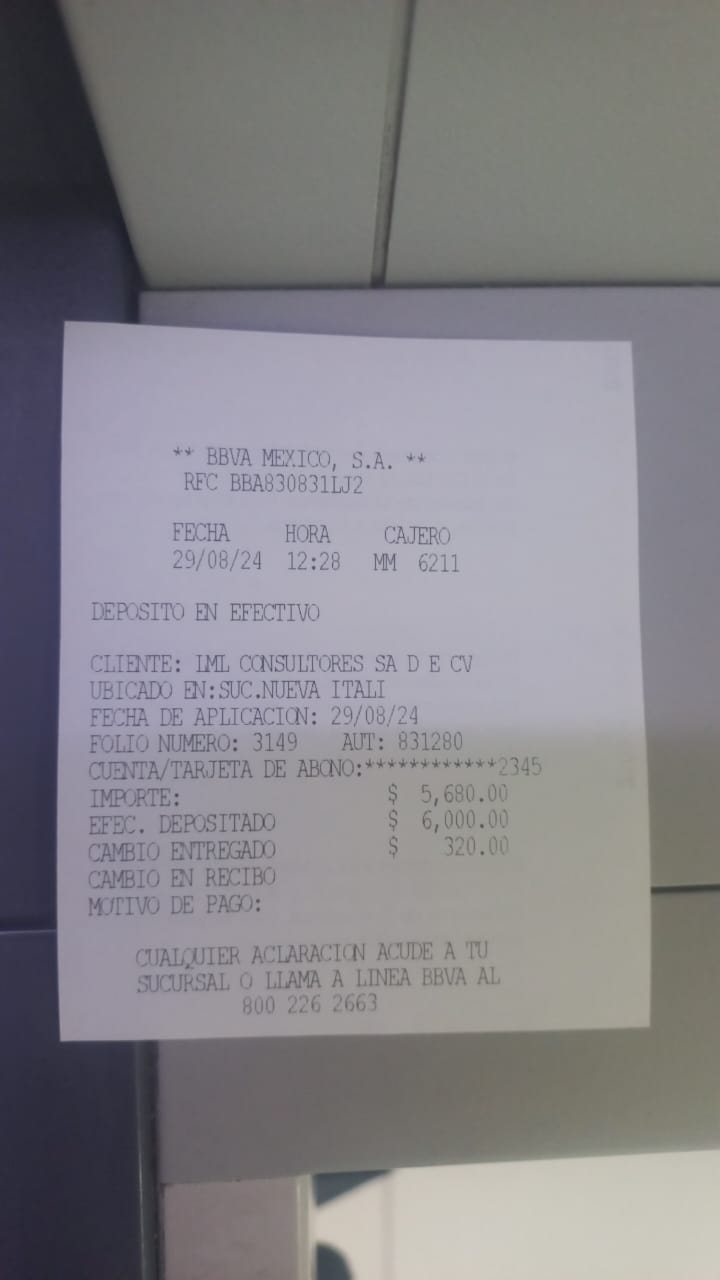 ** BBVA MEXICO, S.A. **
RFC BBA830831LJ2
FECHA HORA CAJERO
29/08/24 12:28 MM 6211
DEPOSITO EN EFECTIVO
CLIENTE: LML CONSULTORES SA D E CV
UBICADO EN:SUC.NUEVA ITALI
FECHA DE APLICACION: 29/08/24
FOLIO NUMERO: 3149 AUT: 831280
CUENTA/TARJETA DE ABONO:************2345
IMPORTE: $ 5,680.00
EFEC. DEPOSITADO $ 6,000.00
CAMBIO ENTREGADO $ 320.00
CAMBIO EN RECIBO
MOTIVO DE PAGO:
CUALQUIER ACLARACION ACUDE A TU
SUCURSAL O LLAMA A LINEA BBVA AL
800 226 2663